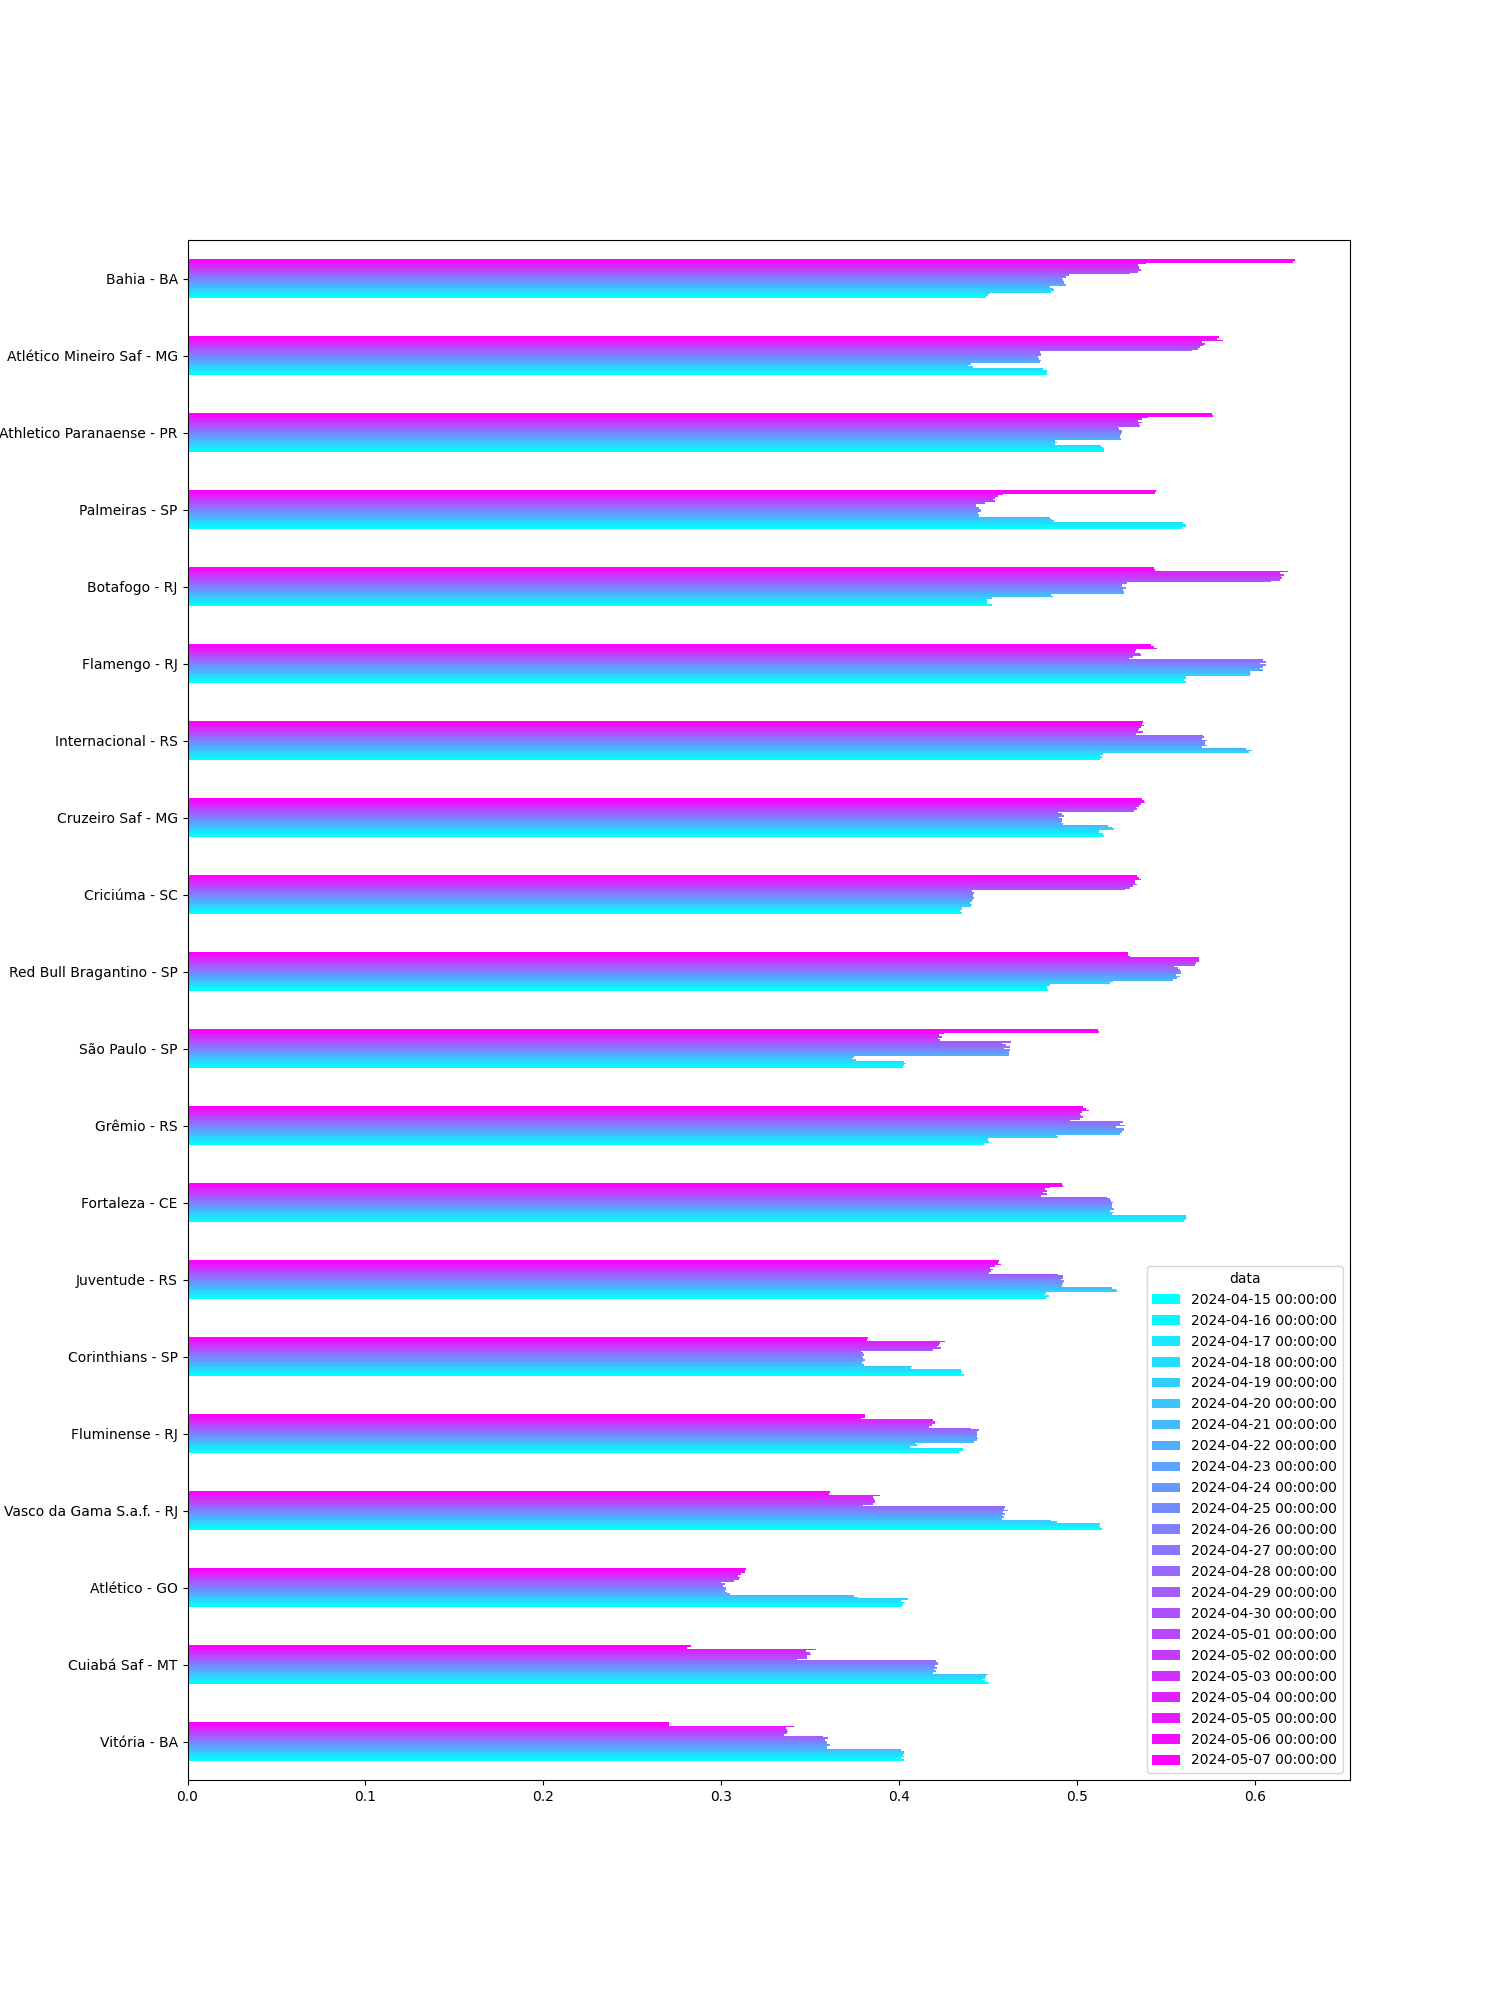 Bahia - BA
Atlético Mineiro Saf - MG
Athletico Paranaense - PR
Palmeiras - SP
Botafogo - RJ
Flamengo - RJ
Internacional - RS
Cruzeiro Saf - MG
Criciúma - SC
Red Bull Bragantino - SP
São Paulo - SP
Grêmio - RS
Fortaleza - CE
Juventude - RS
Corinthians - SP
Fluminense - RJ
Vasco da Gama S.a.f. - RJ
Atlético - GO
Cuiabá Saf - MT
Vitória - BA
data
2024-04-15 00:00:00
2024-04-16 00:00:00
2024-04-17 00:00:00
2024-04-18 00:00:00
2024-04-19 00:00:00
2024-04-20 00:00:00
2024-04-21 00:00:00
2024-04-22 00:00:00
2024-04-23 00:00:00
2024-04-24 00:00:00
2024-04-25 00:00:00
2024-04-26 00:00:00
2024-04-27 00:00:00
2024-04-28 00:00:00
2024-04-29 00:00:00
2024-04-30 00:00:00
2024-05-01 00:00:00
2024-05-02 00:00:00
2024-05-03 00:00:00
2024-05-04 00:00:00
2024-05-05 00:00:00
2024-05-06 00:00:00
2024-05-07 00:00:00
0.0 0.1 0.2 0.3 0.4 0.5 0.6